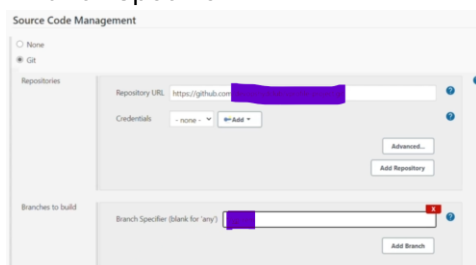 Source Code Management
None
Git
Repositories
Repository URL https://github.com
Credentials - none - Add
Advanced...
Add Repository
Branches to build
X
Branch Specifier (blank for 'any')
Add Branch